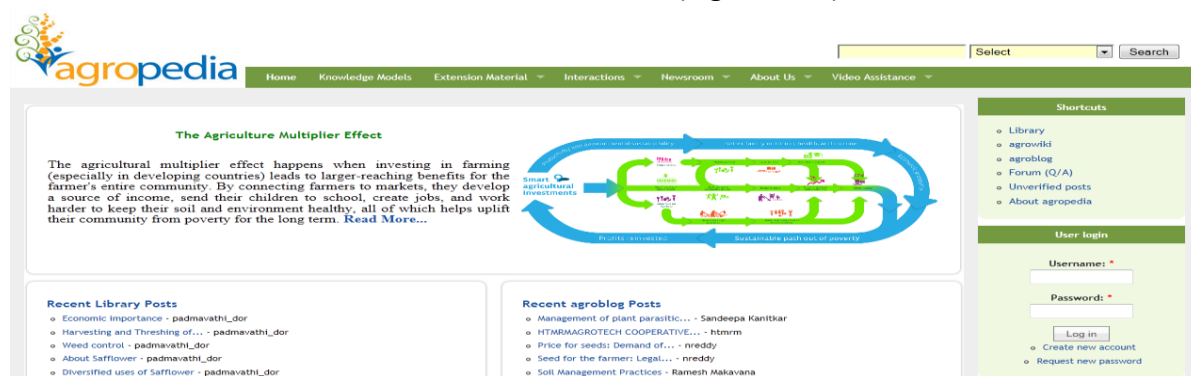 agropedia
Select
Search
Home Knowledge Models Extension Material Interactions Newsroom About Us Video Assistance
The Agriculture Multiplier Effect
The agricultural multiplier effect happens when investing in farming
(especially in developing countries) leads to larger-reaching benefits for the
farmer's entire community. By connecting farmers to markets, they develop
a source of income, send their children to school, create jobs, and work
harder to keep their soil and environment healthy, all of which helps uplift
their community from poverty for the long term. Read More...
Smart
agricultural
investments
Profits reinvested
Sustainable path out of poverty
Shortcuts
Library
agrowiki
agroblog
Forum (Q/A)
Unverified posts
About agropedia
User login
Username: *
Password: *
Log in
Create new account
Request new password
Recent Library Posts
Economic importance - padmavathi_dor
Harvesting and Threshing of... - padmavathi_dor
Weed control - padmavathi_dor
About Safflower - padmavathi_dor
Diversified uses of Safflower - padmavathi_dor
Recent agroblog Posts
Management of plant parasitic... - Sandeepa Kanitkar
HTMRMAGROTECH COOPERATIVE... - htmrm
Price for seeds: Demand of... - nreddy
Seed for the farmer: Legal... - nreddy
Soil Management Practices - Ramesh Makavana